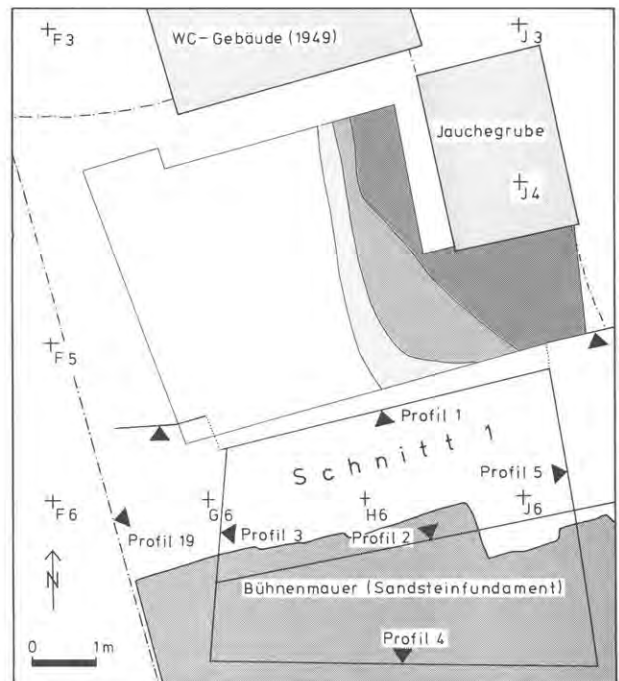 F3
WC-Gebäude (1949)
J3
Jauchegrube
J4
F5
Profil 1
Schnitt 1
Profil 5
F6
G6
H6
J6
Profil 19
Profil 3
Profil 2
N
Bühnenmauer (Sandsteinfundament)
Profil 4
0 1m